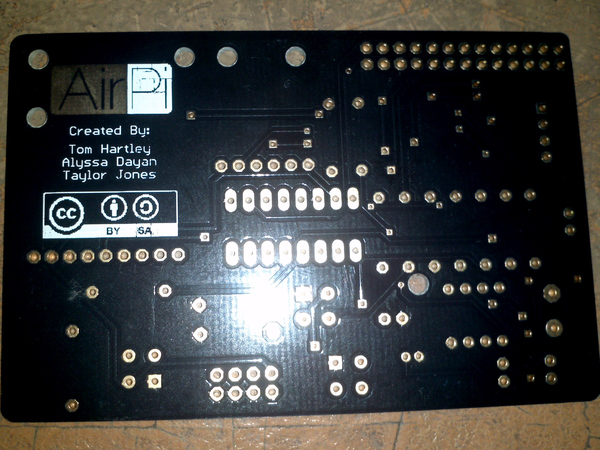 AirPi
Created By:
Tom Hartley
Alyssa Dayan
Taylor Jones
cc
BY SA